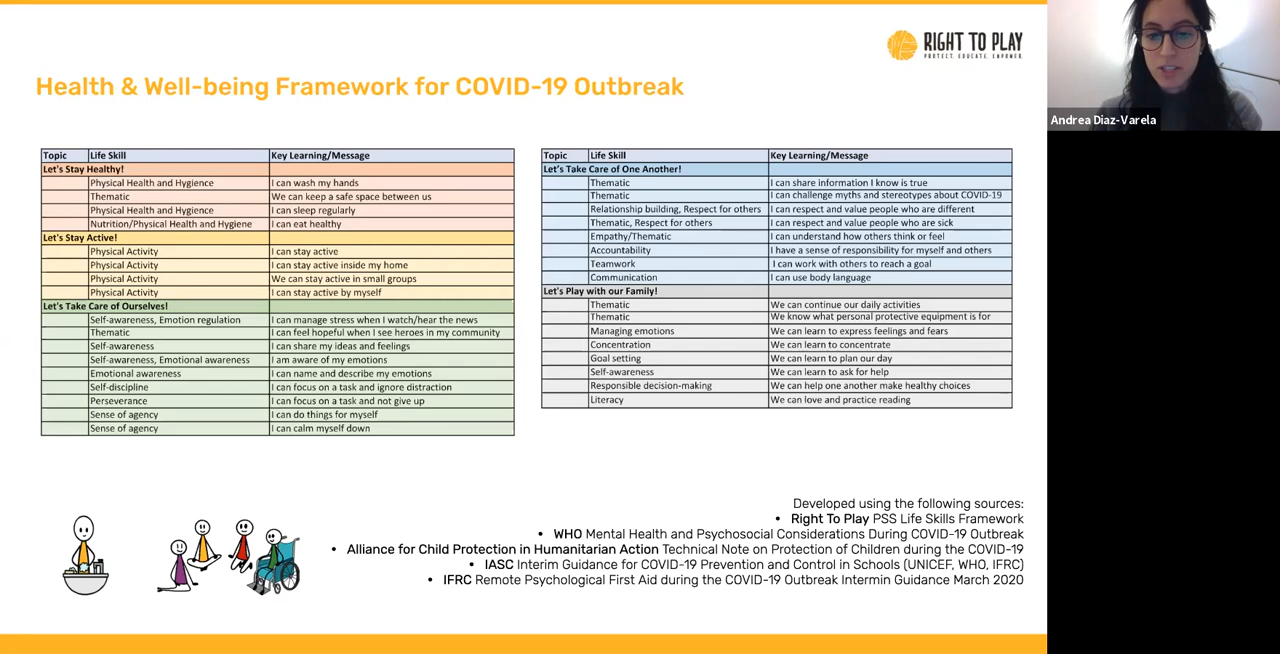 RIGHT TO PLAY
PROTECT. EDUCATE. EMPOWER.
Health & Well-being Framework for COVID-19 Outbreak
Topic Life Skill Key Learning/Message
Let's Stay Healthy!
Physical Health and Hygience I can wash my hands
Thematic We can keep a safe space between us
Physical Health and Hygience I can sleep regularly
Nutrition/Physical Health and Hygiene I can eat healthy
Let's Stay Active!
Physical Activity I can stay active
Physical Activity I can stay active inside my home
Physical Activity We can stay active in small groups
Physical Activity I can stay active by myself
Let's Take Care of Ourselves!
Self-awareness, Emotion regulation I can manage stress when I watch/hear the news
Thematic I can feel hopeful when I see heroes in my community
Self-awareness I can share my ideas and feelings
Self-awareness, Emotional awareness I am aware of my emotions
Emotional awareness I can name and describe my emotions
Self-discipline I can focus on a task and ignore distraction
Perseverance I can focus on a task and not give up
Sense of agency I can do things for myself
Sense of agency I can calm myself down
Topic Life Skill Key Learning/Message
Let's Take Care of One Another!
Thematic I can share information I know is true
Thematic I can challenge myths and stereotypes about COVID-19
Relationship building, Respect for others I can respect and value people who are different
Thematic, Respect for others I can respect and value people who are sick
Empathy/Thematic I can understand how others think or feel
Accountability I have a sense of responsibility for myself and others
Teamwork I can work with others to reach a goal
Communication I can use body language
Let's Play with our Family!
Thematic We can continue our daily activities
Thematic We know what personal protective equipment is for
Managing emotions We can learn to express feelings and fears
Concentration We can learn to concentrate
Goal setting We can learn to plan our day
Self-awareness We can learn to ask for help
Responsible decision-making We can help one another make healthy choices
Literacy We can love and practice reading
Developed using the following sources:
• Right To Play PSS Life Skills Framework
• WHO Mental Health and Psychosocial Considerations During COVID-19 Outbreak
• Alliance for Child Protection in Humanitarian Action Technical Note on Protection of Children during the COVID-19
• IASC Interim Guidance for COVID-19 Prevention and Control in Schools (UNICEF, WHO, IFRC)
• IFRC Remote Psychological First Aid during the COVID-19 Outbreak Intermin Guidance March 2020
Andrea Diaz-Varela